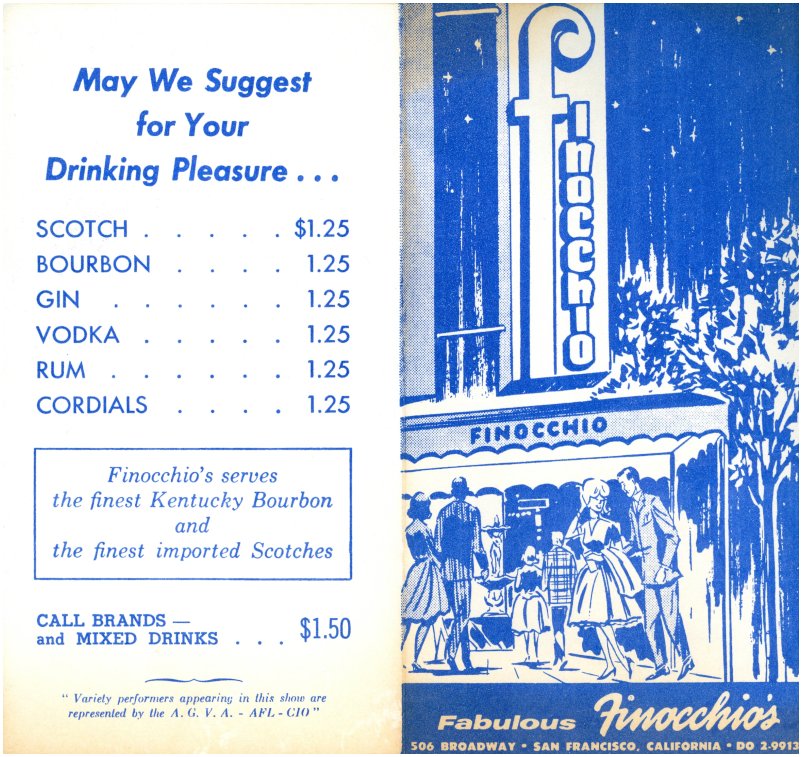 May We Suggest
for Your
Drinking Pleasure . . .
SCOTCH . . . . . $1.25
BOURBON . . . . 1.25
GIN . . . . . . 1.25
VODKA . . . . . 1.25
RUM . . . . . . 1.25
CORDIALS . . . . 1.25
Finocchio's serves
the finest Kentucky Bourbon
and
the finest imported Scotches
CALL BRANDS —
and MIXED DRINKS . . . $1.50
" Variety performers appearing in this show are
represented by the A. G. V. A. - AFL - CIO "
finocchio
FINOCCHIO
Fabulous Finocchio's
506 BROADWAY • SAN FRANCISCO, CALIFORNIA • DO 2-9913